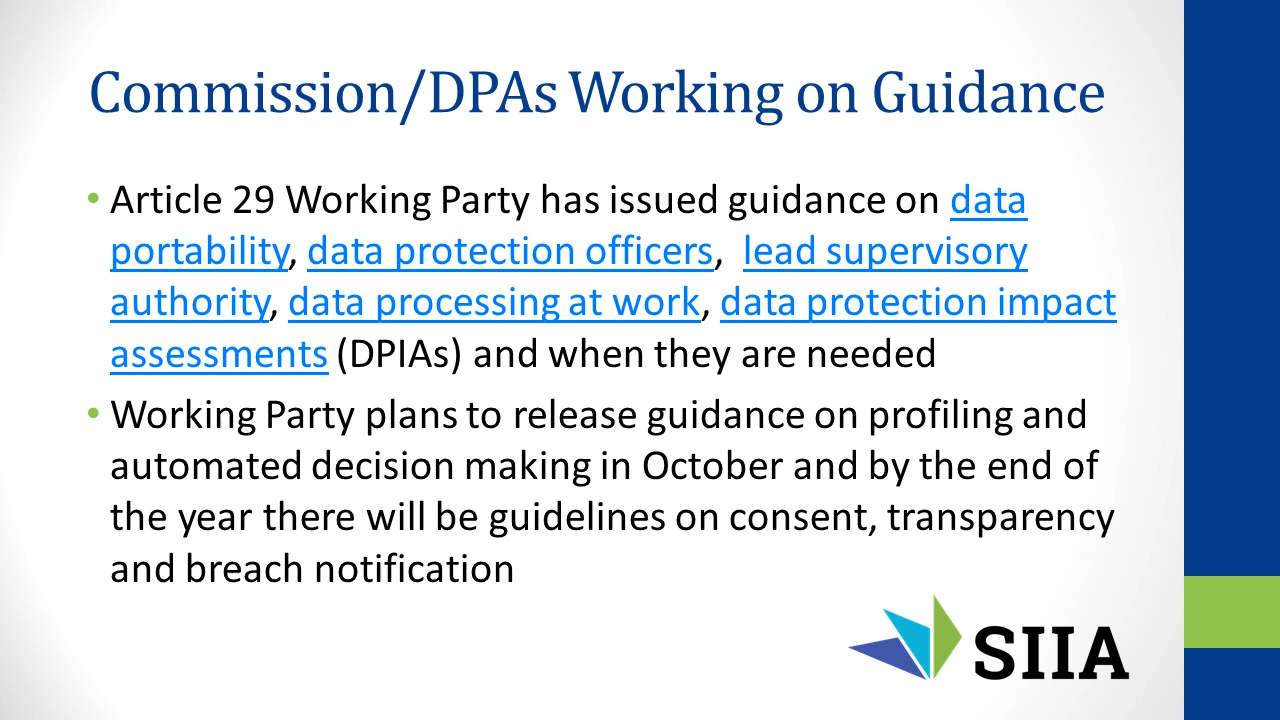 Commission/DPAs Working on Guidance
• Article 29 Working Party has issued guidance on data
portability, data protection officers,  lead supervisory
authority, data processing at work, data protection impact
assessments (DPIAs) and when they are needed
• Working Party plans to release guidance on profiling and
automated decision making in October and by the end of
the year there will be guidelines on consent, transparency
and breach notification
SIIA